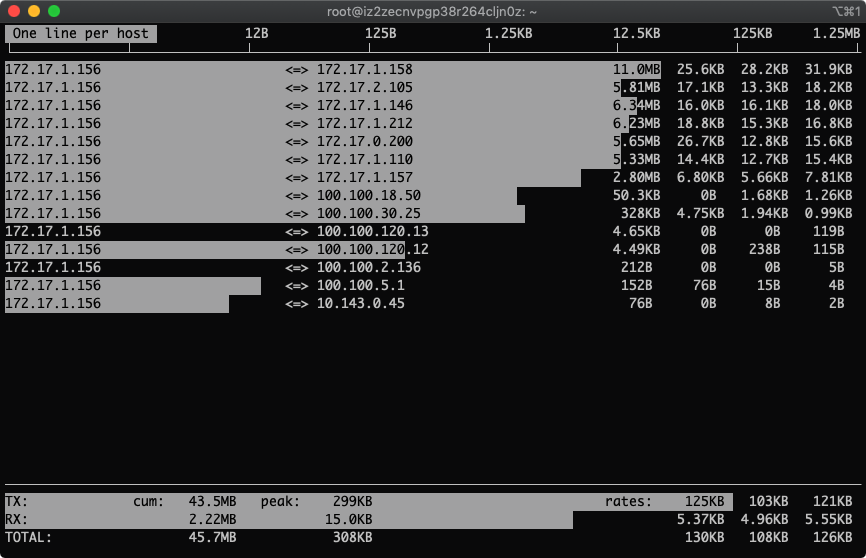 root@iz2zecnvpgp38r264cljn0z: ~ ⌥⌘1
One line per host 12B 125B 1.25KB 12.5KB 125KB 1.25MB
172.17.1.156 <=> 172.17.1.158 11.0MB 25.6KB 28.2KB 31.9KB
172.17.1.156 <=> 172.17.2.105 5.81MB 17.1KB 13.3KB 18.2KB
172.17.1.156 <=> 172.17.1.146 6.34MB 16.0KB 16.1KB 18.0KB
172.17.1.156 <=> 172.17.1.212 6.23MB 18.8KB 15.3KB 16.8KB
172.17.1.156 <=> 172.17.0.200 5.65MB 26.7KB 12.8KB 15.6KB
172.17.1.156 <=> 172.17.1.110 5.33MB 14.4KB 12.7KB 15.4KB
172.17.1.156 <=> 172.17.1.157 2.80MB 6.80KB 5.66KB 7.81KB
172.17.1.156 <=> 100.100.18.50 50.3KB 0B 1.68KB 1.26KB
172.17.1.156 <=> 100.100.30.25 328KB 4.75KB 1.94KB 0.99KB
172.17.1.156 <=> 100.100.120.13 4.65KB 0B 0B 119B
172.17.1.156 <=> 100.100.120.12 4.49KB 0B 238B 115B
172.17.1.156 <=> 100.100.2.136 212B 0B 0B 5B
172.17.1.156 <=> 100.100.5.1 152B 76B 15B 4B
172.17.1.156 <=> 10.143.0.45 76B 0B 8B 2B
TX: cum: 43.5MB peak: 299KB rates: 125KB 103KB 121KB
RX: 2.22MB 15.0KB 5.37KB 4.96KB 5.55KB
TOTAL: 45.7MB 308KB 130KB 108KB 126KB